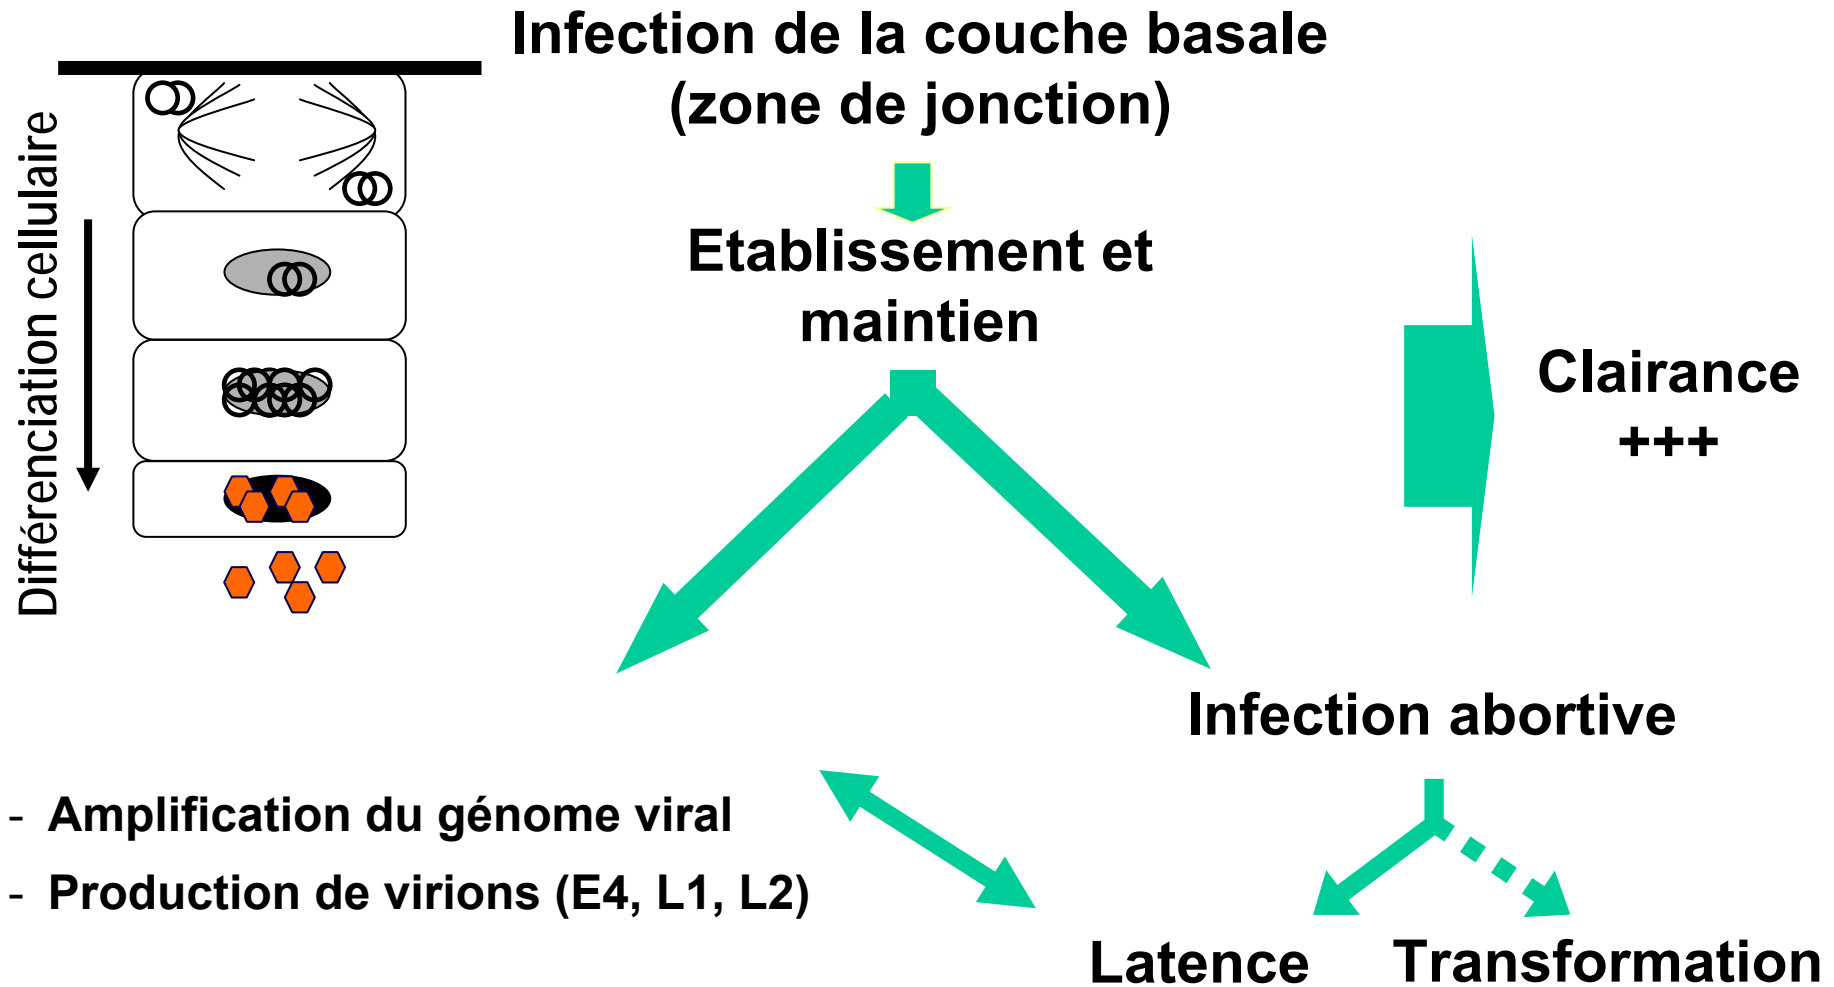 Infection de la couche basale
(zone de jonction)
Différenciation cellulaire
Etablissement et
maintien
Clairance
+++
Infection abortive
- Amplification du génome viral
- Production de virions (E4, L1, L2)
Latence
Transformation